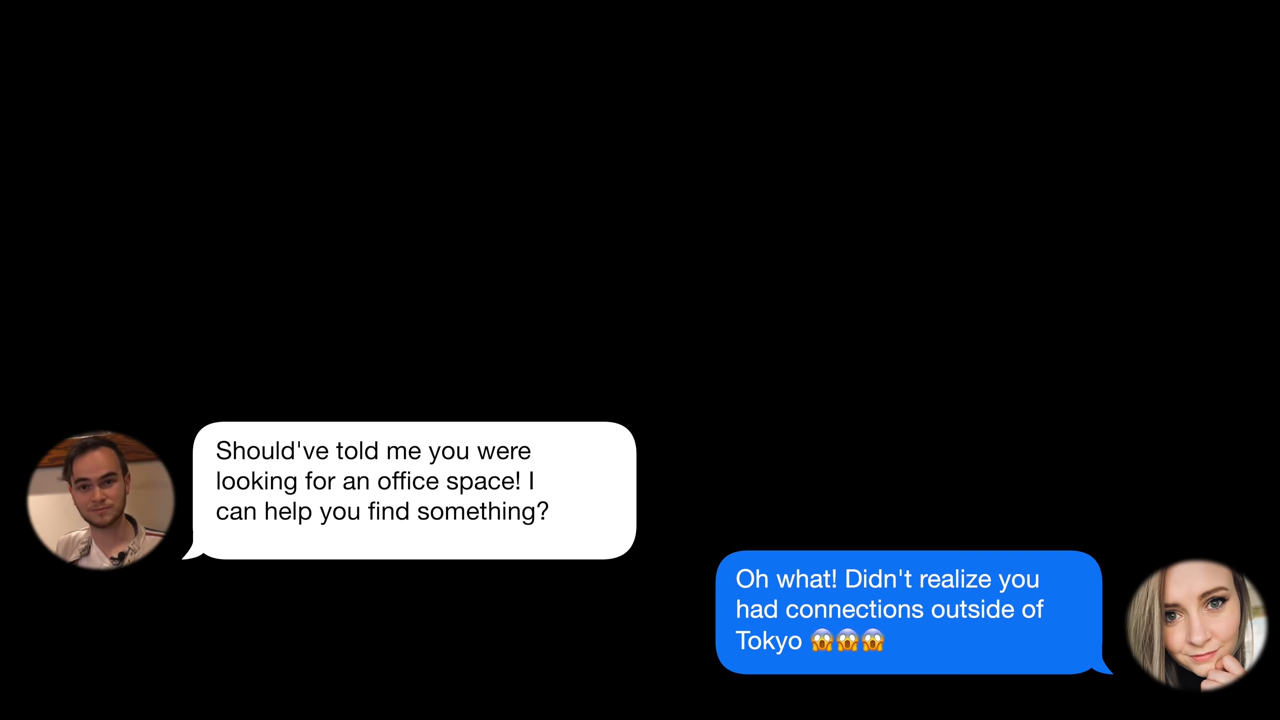 Should've told me you were
looking for an office space! I
can help you find something?
Oh what! Didn't realize you
had connections outside of
Tokyo 😱😱😱